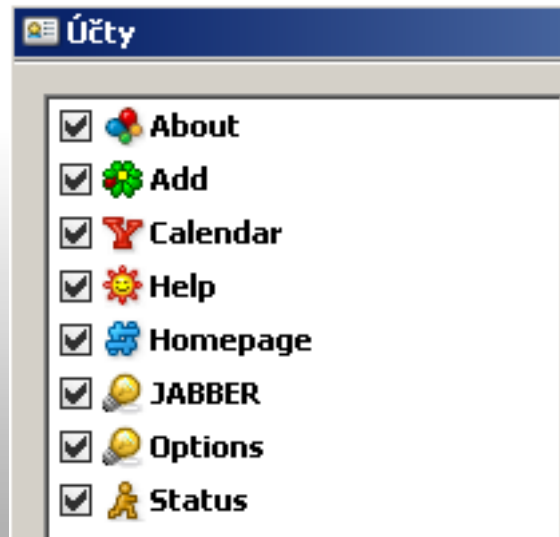 Účty
About
Add
Calendar
Help
Homepage
JABBER
Options
Status